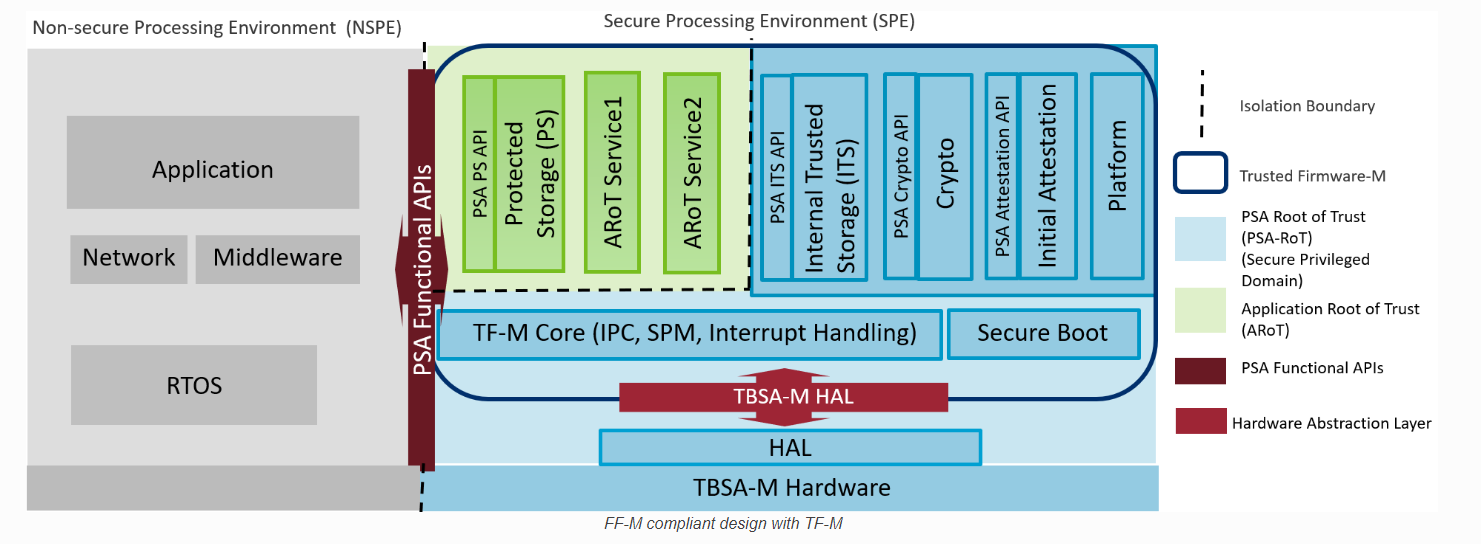 Non-secure Processing Environment (NSPE)
Secure Processing Environment (SPE)
Application
Network
Middleware
RTOS
PSA Functional APIs
PSA PS API
Protected
Storage (PS)
ARoT Service1
ARoT Service2
PSA ITS API
Internal Trusted
Storage (ITS)
PSA Crypto API
Crypto
PSA Attestation API
Initial Attestation
Platform
TF-M Core (IPC, SPM, Interrupt Handling)
Secure Boot
TBSA-M HAL
HAL
TBSA-M Hardware
Isolation Boundary
Trusted Firmware-M
PSA Root of Trust
(PSA-RoT)
(Secure Privileged
Domain)
Application Root of Trust
(ARoT)
PSA Functional APIs
Hardware Abstraction Layer
FF-M compliant design with TF-M